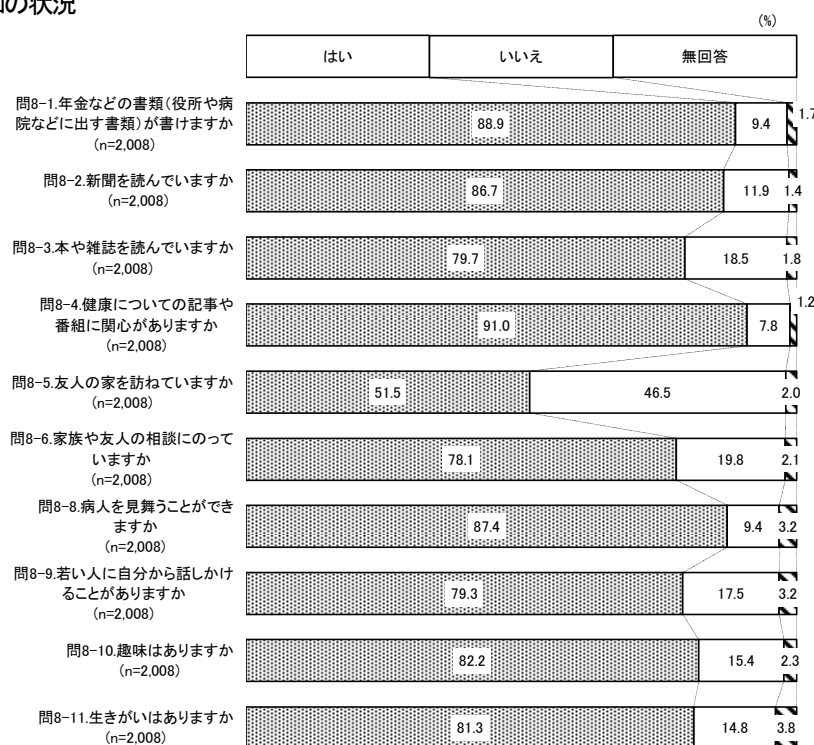 の状況
(%)
はい いいえ 無回答
問8-1.年金などの書類(役所や病
院などに出す書類)が書けますか
(n=2,008)
88.9 9.4 1.7
問8-2.新聞を読んでいますか
(n=2,008)
86.7 11.9 1.4
問8-3.本や雑誌を読んでいますか
(n=2,008)
79.7 18.5 1.8
問8-4.健康についての記事や
番組に関心がありますか
(n=2,008)
91.0 7.8 1.2
問8-5.友人の家を訪ねていますか
(n=2,008)
51.5 46.5 2.0
問8-6.家族や友人の相談にのって
いますか
(n=2,008)
78.1 19.8 2.1
問8-8.病人を見舞うことができ
ますか
(n=2,008)
87.4 9.4 3.2
問8-9.若い人に自分から話しかけ
ることがありますか
(n=2,008)
79.3 17.5 3.2
問8-10.趣味はありますか
(n=2,008)
82.2 15.4 2.3
問8-11.生きがいはありますか
(n=2,008)
81.3 14.8 3.8